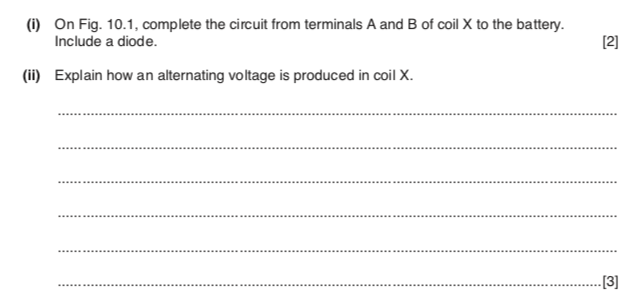 (i) On Fig. 10.1, complete the circuit from terminals A and B of coil X to the battery.
Include a diode. [2]
(ii) Explain how an alternating voltage is produced in coil X.
..........................................................................................
..........................................................................................
..........................................................................................
..........................................................................................
..........................................................................................
..........................................................................................[3]